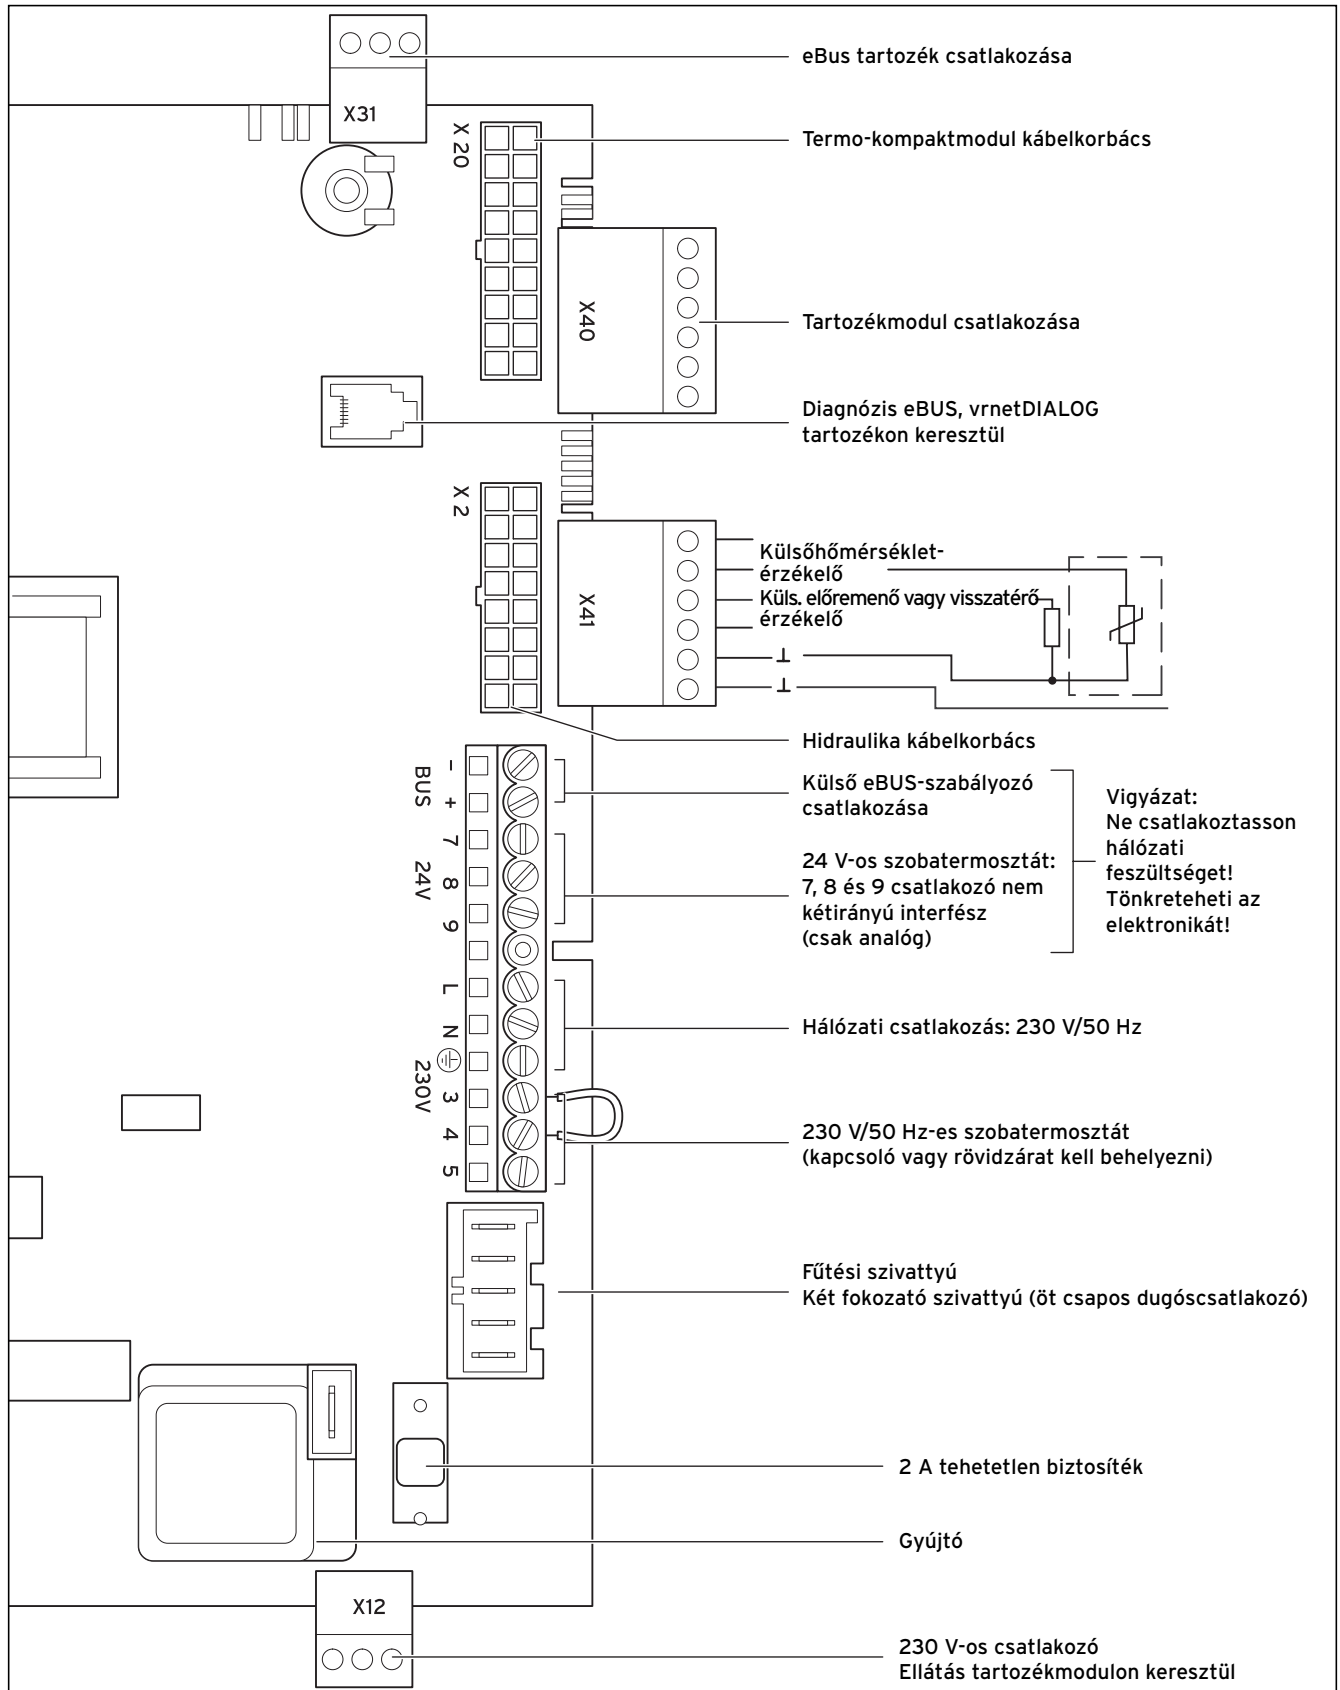 eBus tartozék csatlakozása
X31
X 20
Termo-kompaktmodul kábelkorbács
X40
Tartozékmodul csatlakozása
Diagnózis eBUS, vrnetDIALOG
tartozékon keresztül
X 2
X41
Külsőhőmérséklet-
érzékelő
Küls. előremenő vagy visszatérő
érzékelő
Hidraulika kábelkorbács
BUS
-
+
Külső eBUS-szabályozó
csatlakozása
24V
7
8
9
24 V-os szobatermosztát:
7, 8 és 9 csatlakozó nem
kétirányú interfész
(csak analóg)
Vigyázat:
Ne csatlakoztasson
hálózati
feszültséget!
Tönkreteheti az
elektronikát!
L
N
Hálózati csatlakozás: 230 V/50 Hz
230V
3
4
5
230 V/50 Hz-es szobatermosztát
(kapcsoló vagy rövidzárat kell behelyezni)
Fűtési szivattyú
Két fokozató szivattyú (öt csapos dugóscsatlakozó)
2 A tehetetlen biztosíték
Gyújtó
X12
230 V-os csatlakozó
Ellátás tartozékmodulon keresztül